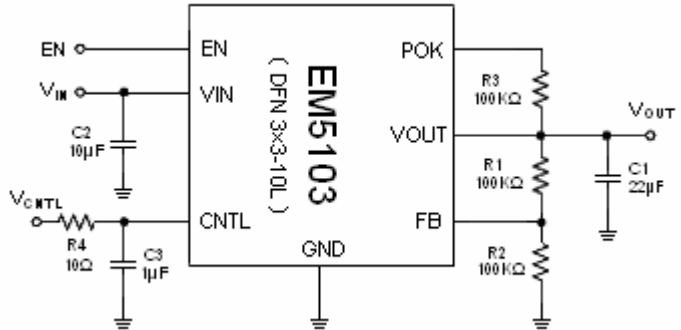 EN
EN
POK
R3
100KΩ
VIN
VIN
C2
10µF
EM5103
( DFN 3x3-10L )
VOUT
VOUT
R1
100KΩ
C1
22µF
VCNTL
R4
10Ω
CNTL
C3
1µF
FB
R2
100KΩ
GND